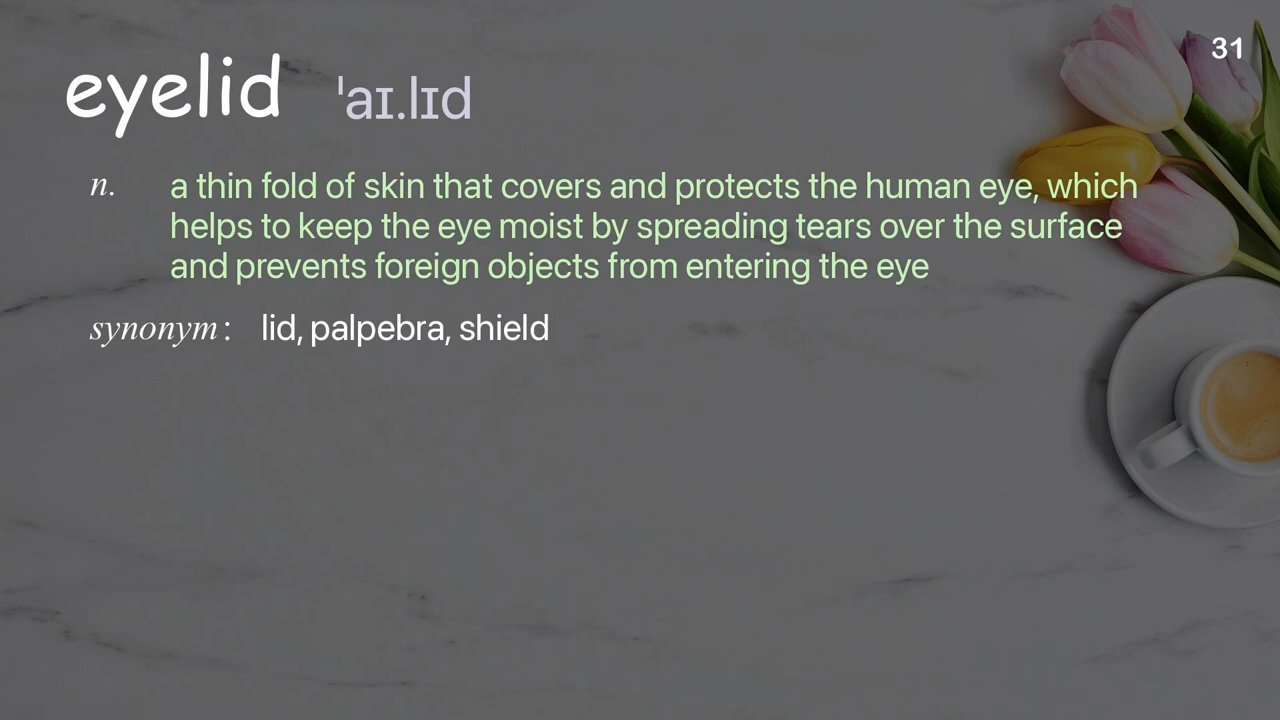 31
eyelid ˈaɪ.lɪd
n. a thin fold of skin that covers and protects the human eye, which
helps to keep the eye moist by spreading tears over the surface
and prevents foreign objects from entering the eye
synonym: lid, palpebra, shield